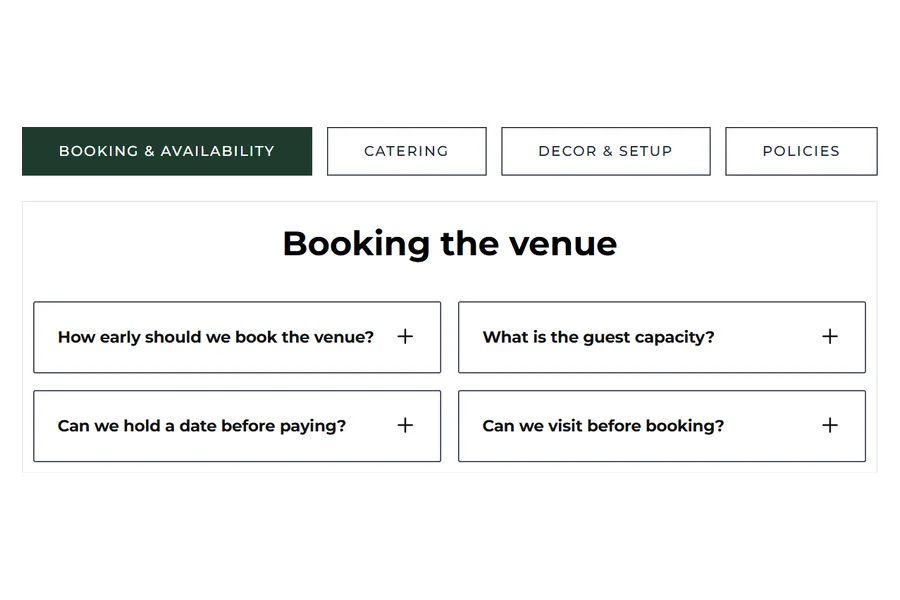 BOOKING & AVAILABILITY
CATERING
DECOR & SETUP
POLICIES
Booking the venue
How early should we book the venue?
What is the guest capacity?
Can we hold a date before paying?
Can we visit before booking?